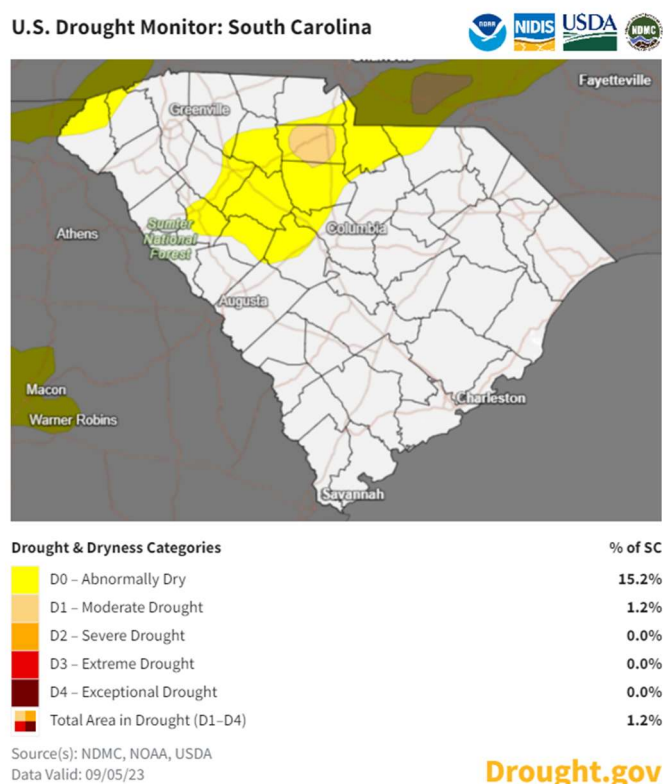 U.S. Drought Monitor: South Carolina
NOAA
NIDIS
USDA
NDMC
Charlotte
Fayetteville
Greenville
Sumter
National
Forest
Athens
Columbia
Augusta
Macon
Warner Robins
Charleston
Savannah
Drought & Dryness Categories % of SC
D0 – Abnormally Dry 15.2%
D1 – Moderate Drought 1.2%
D2 – Severe Drought 0.0%
D3 – Extreme Drought 0.0%
D4 – Exceptional Drought 0.0%
Total Area in Drought (D1–D4) 1.2%
Source(s): NDMC, NOAA, USDA
Data Valid: 09/05/23
Drought.gov